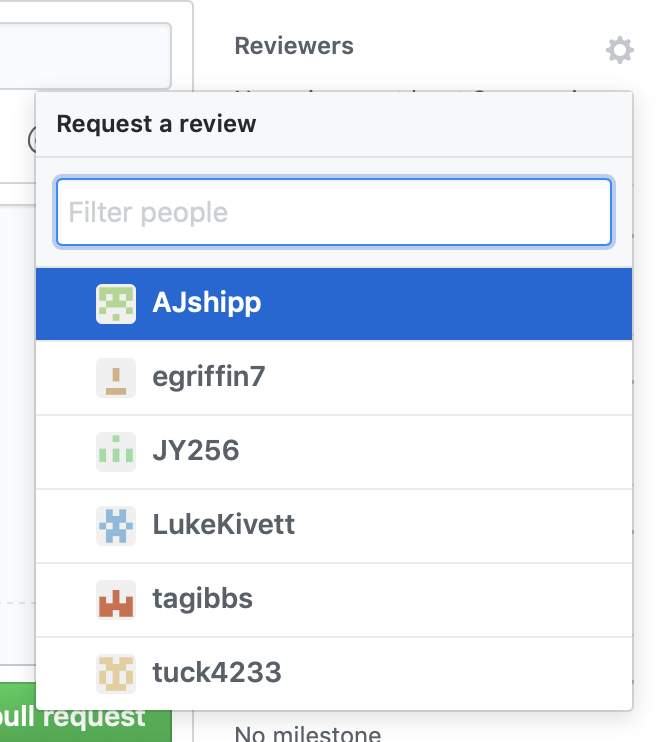 Reviewers
Request a review
Filter people
AJshipp
egriffin7
JY256
LukeKivett
tagibbs
tuck4233
pull request
No milestone